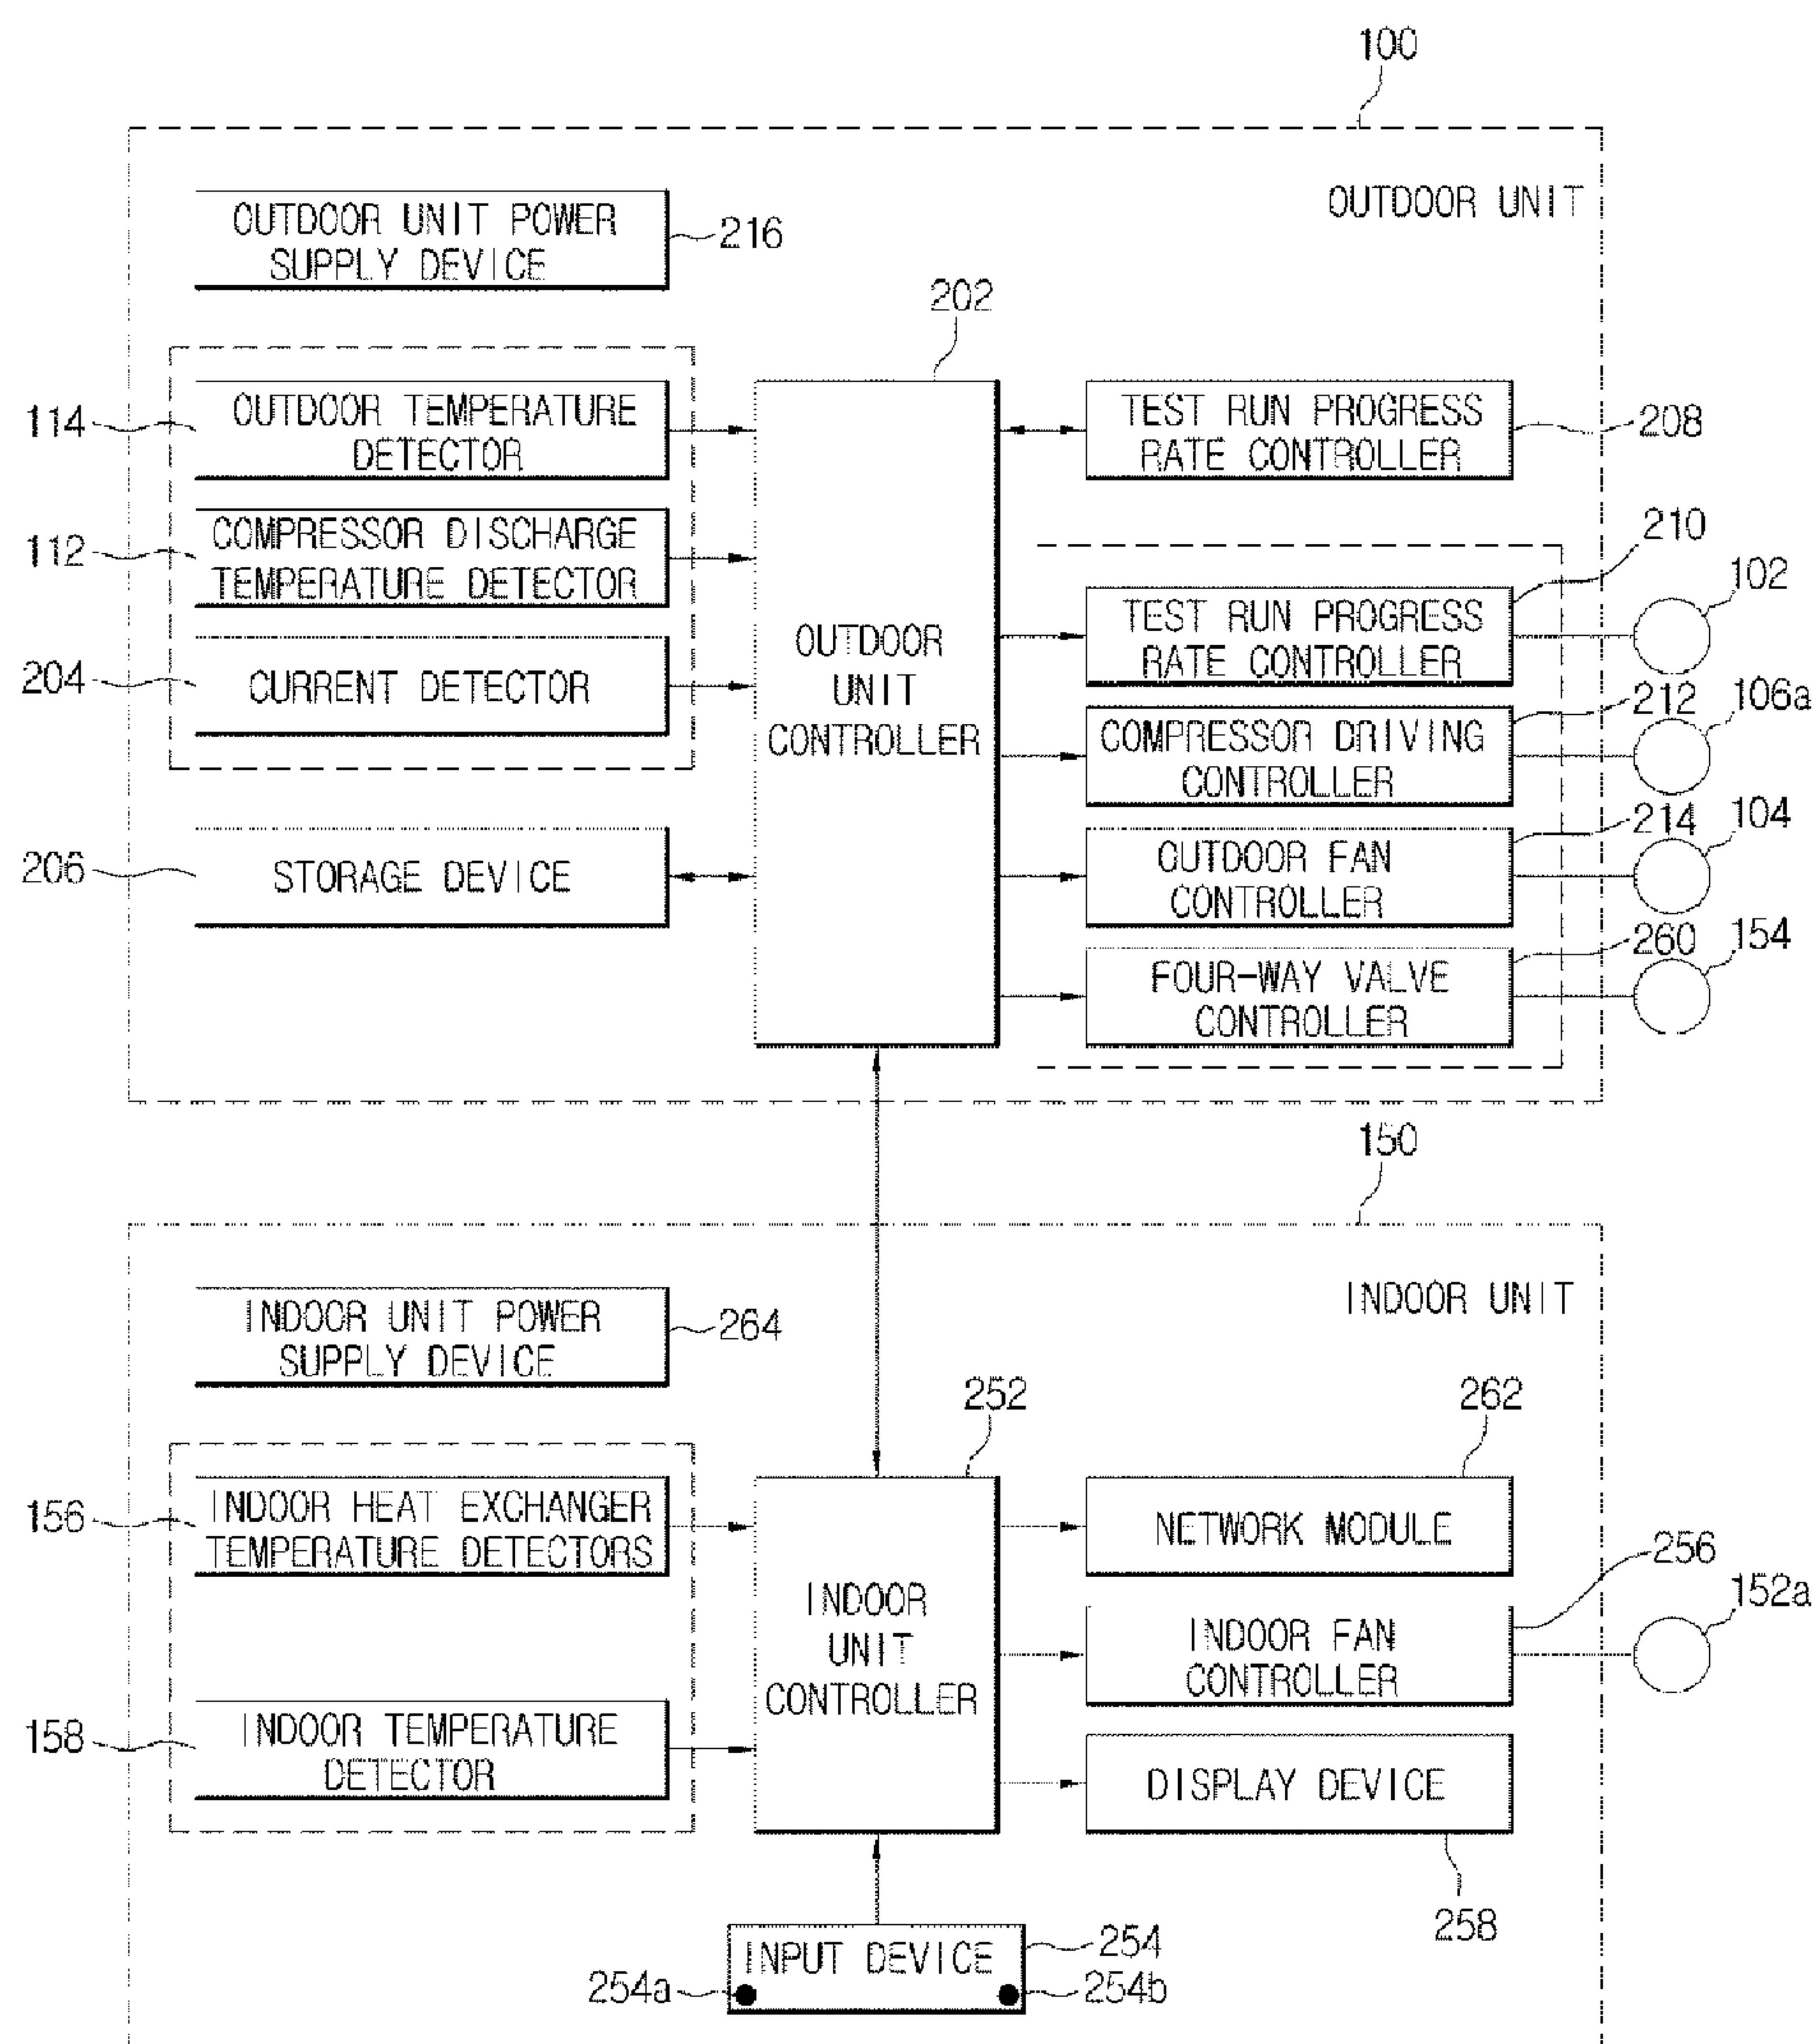 100
OUTDOOR UNIT
OUTDOOR UNIT POWER
SUPPLY DEVICE
216
202
114
OUTDOOR TEMPERATURE
DETECTOR
TEST RUN PROGRESS
RATE CONTROLLER
208
112
COMPRESSOR DISCHARGE
TEMPERATURE DETECTOR
210
102
OUTDOOR
UNIT
CONTROLLER
TEST RUN PROGRESS
RATE CONTROLLER
204
CURRENT DETECTOR
212
106a
COMPRESSOR DRIVING
CONTROLLER
214
104
206
STORAGE DEVICE
OUTDOOR FAN
CONTROLLER
260
154
FOUR-WAY VALVE
CONTROLLER
150
INDOOR UNIT
INDOOR UNIT POWER
SUPPLY DEVICE
264
252
262
156
INDOOR HEAT EXCHANGER
TEMPERATURE DETECTORS
NETWORK MODULE
256
152a
INDOOR
UNIT
CONTROLLER
INDOOR FAN
CONTROLLER
158
INDOOR TEMPERATURE
DETECTOR
DISPLAY DEVICE
258
INPUT DEVICE
254
254a
254b